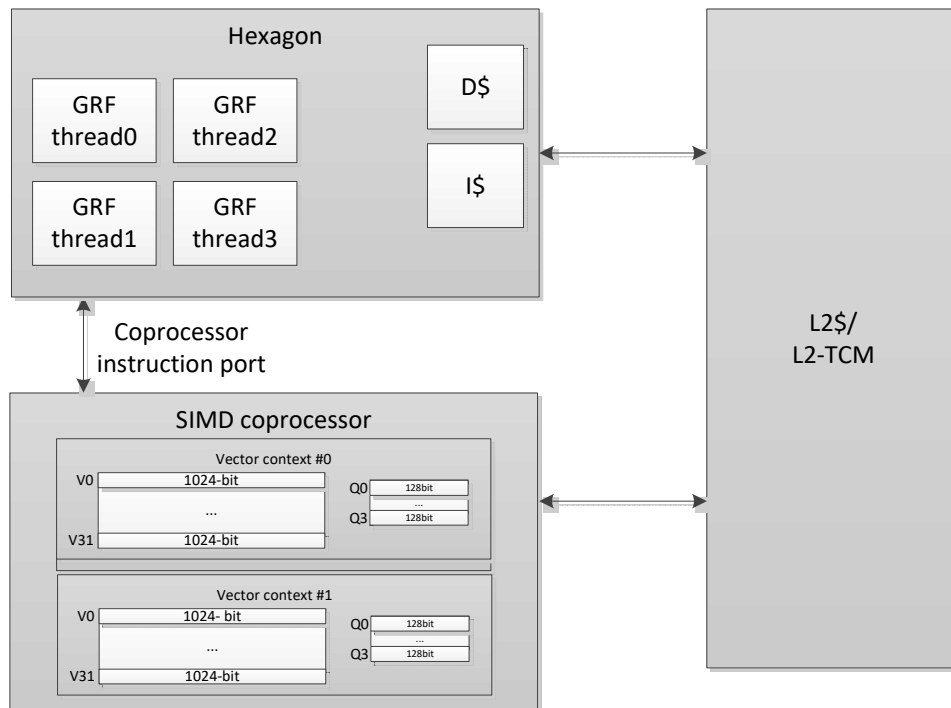 Hexagon
GRF
thread0
GRF
thread2
D$
GRF
thread1
GRF
thread3
I$
Coprocessor
instruction port
L2$/
L2-TCM
SIMD coprocessor
Vector context #0
V0
1024-bit
...
V31
1024-bit
Q0
128bit
...
Q3
128bit
Vector context #1
V0
1024- bit
...
V31
1024-bit
Q0
128bit
...
Q3
128bit